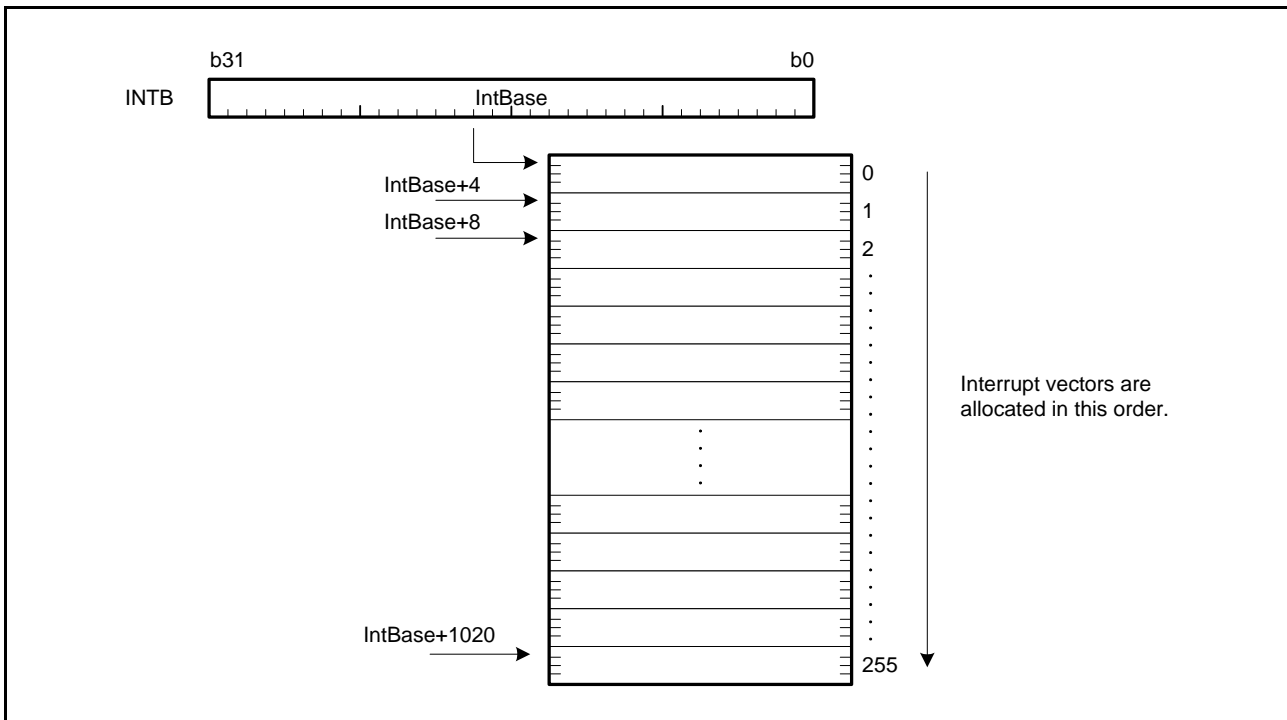 b31 b0
INTB IntBase
IntBase+4
IntBase+8
0
1
2
Interrupt vectors are
allocated in this order.
IntBase+1020
255